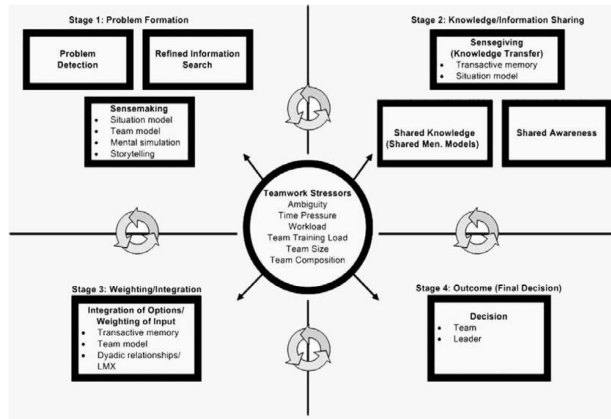 Stage 1: Problem Formation
Problem
Detection
Refined Information
Search
Sensemaking
Situation model
Team model
Mental simulation
Storytelling
Stage 2: Knowledge/Information Sharing
Sensegiving
(Knowledge Transfer)
Transactive memory
Situation model
Shared Knowledge
(Shared Men. Models)
Shared Awareness
Teamwork Stressors
Ambiguity
Time Pressure
Workload
Team Training Load
Team Size
Team Composition
Stage 3: Weighting/Integration
Integration of Options/
Weighting of Input
Transactive memory
Team model
Dyadic relationships/
LMX
Stage 4: Outcome (Final Decision)
Decision
Team
Leader